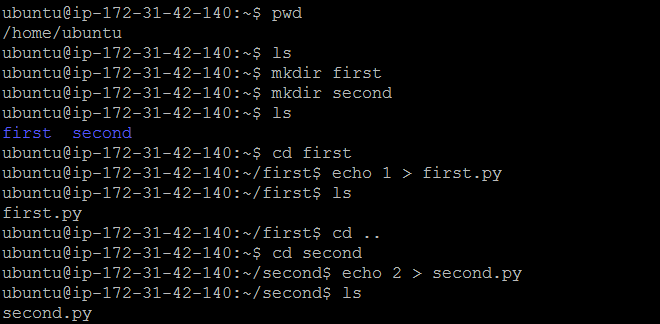 ubuntu@ip-172-31-42-140:~$ pwd
/home/ubuntu
ubuntu@ip-172-31-42-140:~$ ls
ubuntu@ip-172-31-42-140:~$ mkdir first
ubuntu@ip-172-31-42-140:~$ mkdir second
ubuntu@ip-172-31-42-140:~$ ls
first  second
ubuntu@ip-172-31-42-140:~$ cd first
ubuntu@ip-172-31-42-140:~/first$ echo 1 > first.py
ubuntu@ip-172-31-42-140:~/first$ ls
first.py
ubuntu@ip-172-31-42-140:~/first$ cd ..
ubuntu@ip-172-31-42-140:~$ cd second
ubuntu@ip-172-31-42-140:~/second$ echo 2 > second.py
ubuntu@ip-172-31-42-140:~/second$ ls
second.py